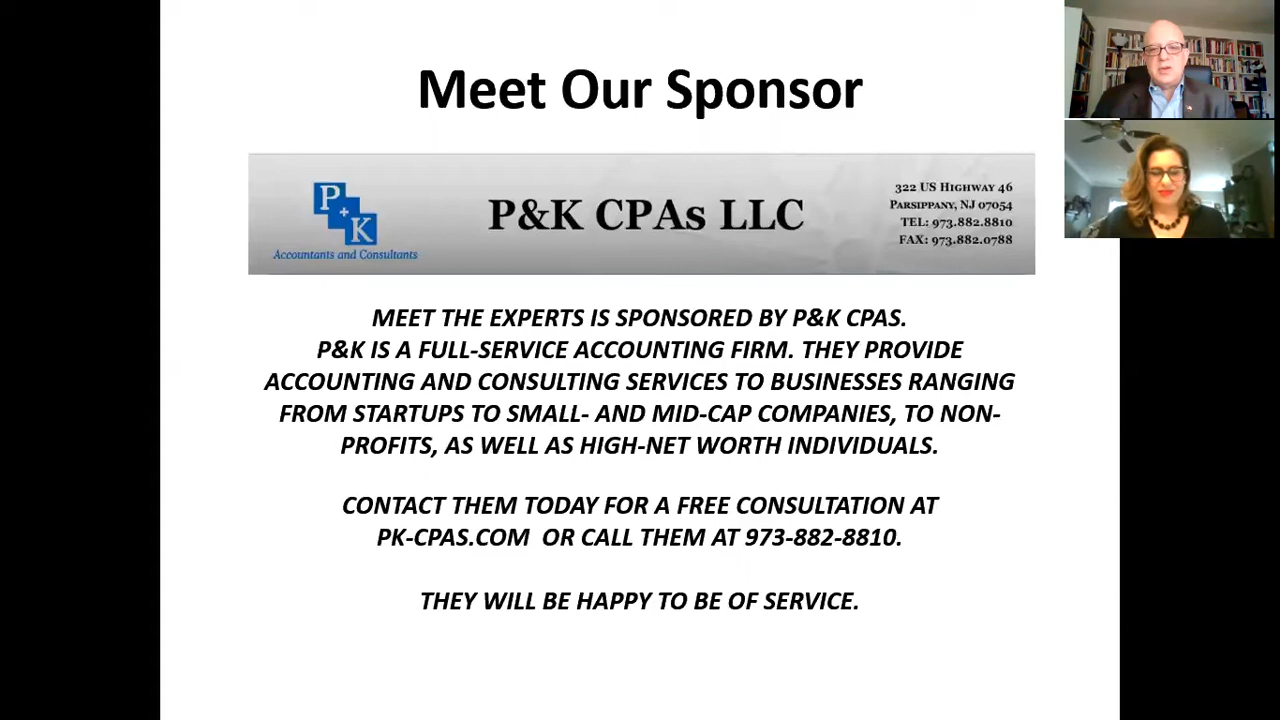 Meet Our Sponsor
P
+
K
Accountants and Consultants
P&K CPAs LLC
322 US Highway 46
Parsippany, NJ 07054
Tel: 973.882.8810
Fax: 973.882.0788
MEET THE EXPERTS IS SPONSORED BY P&K CPAS.
P&K IS A FULL-SERVICE ACCOUNTING FIRM. THEY PROVIDE
ACCOUNTING AND CONSULTING SERVICES TO BUSINESSES RANGING
FROM STARTUPS TO SMALL- AND MID-CAP COMPANIES, TO NON-
PROFITS, AS WELL AS HIGH-NET WORTH INDIVIDUALS.
CONTACT THEM TODAY FOR A FREE CONSULTATION AT
PK-CPAS.COM OR CALL THEM AT 973-882-8810.
THEY WILL BE HAPPY TO BE OF SERVICE.